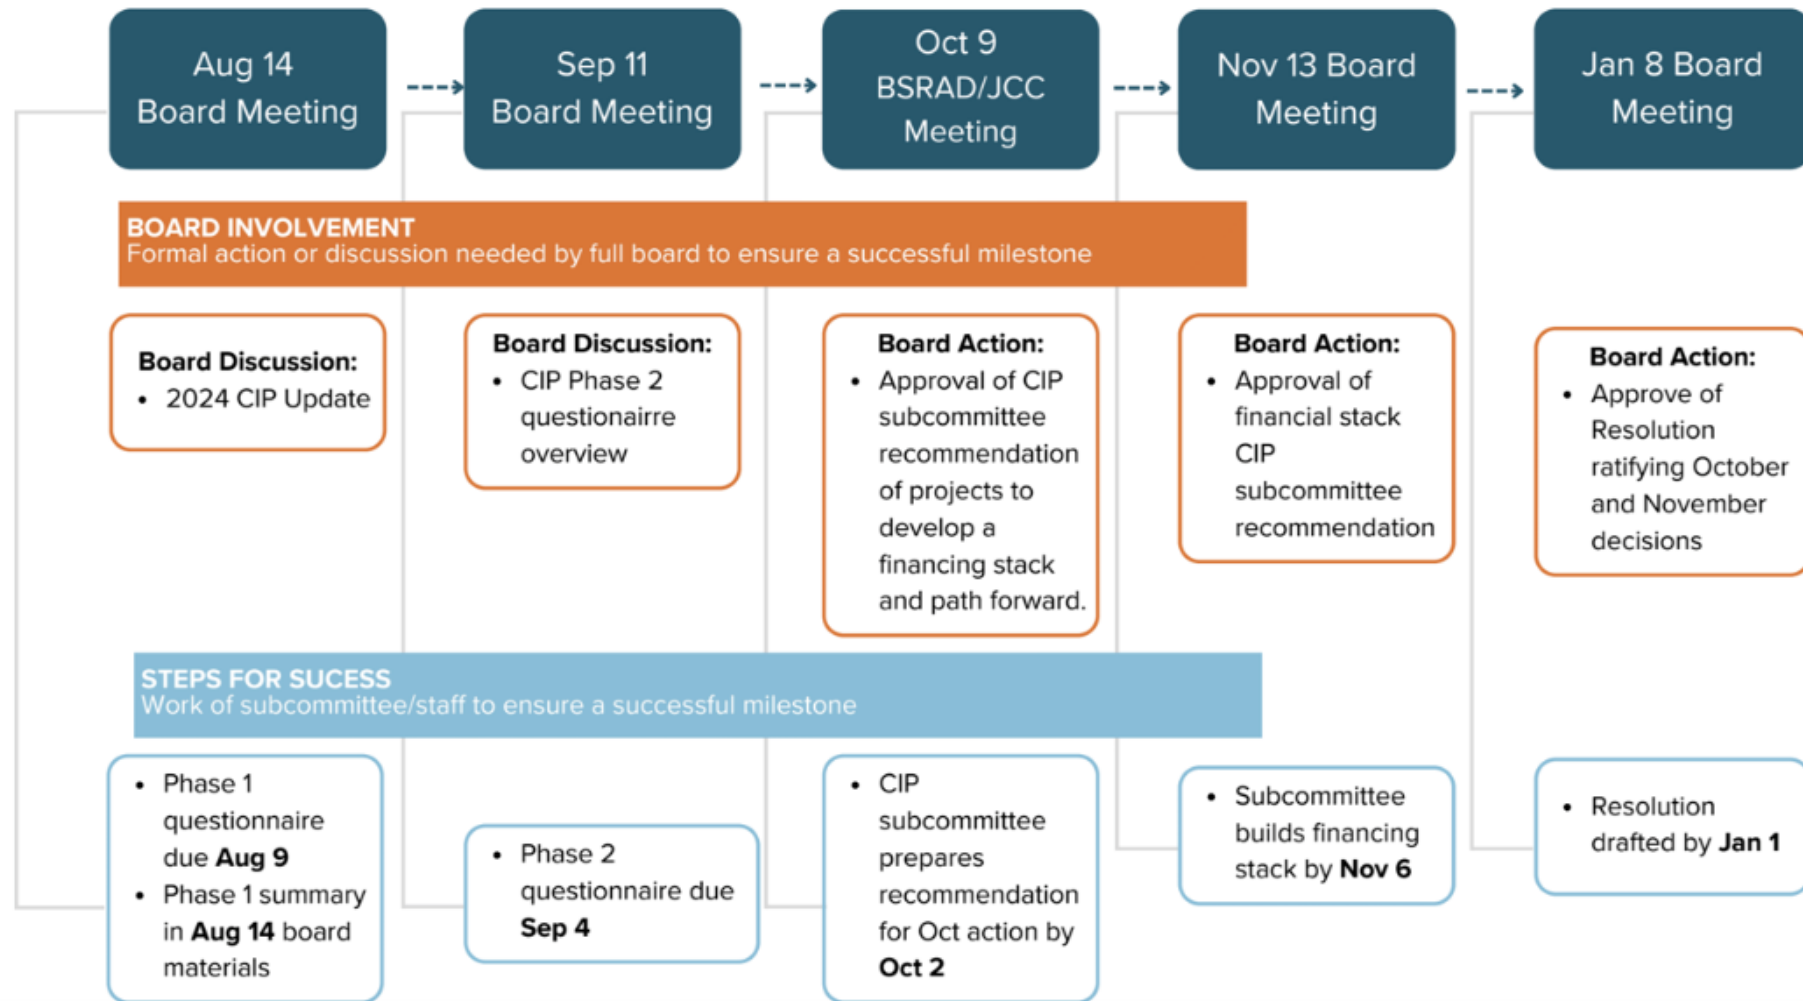 Aug 14
Board Meeting
Sep 11
Board Meeting
Oct 9
BSRAD/JCC
Meeting
Nov 13 Board
Meeting
Jan 8 Board
Meeting
BOARD INVOLVEMENT
Formal action or discussion needed by full board to ensure a successful milestone
Board Discussion:
• 2024 CIP Update
Board Discussion:
• CIP Phase 2
questionairre
overview
Board Action:
• Approval of CIP
subcommittee
recommendation
of projects to
develop a
financing stack
and path forward.
Board Action:
• Approval of
financial stack
CIP
subcommittee
recommendation
Board Action:
• Approve of
Resolution
ratifying October
and November
decisions
STEPS FOR SUCESS
Work of subcommittee/staff to ensure a successful milestone
• Phase 1
questionnaire
due Aug 9
• Phase 1 summary
in Aug 14 board
materials
• Phase 2
questionnaire due
Sep 4
• CIP
subcommittee
prepares
recommendation
for Oct action by
Oct 2
• Subcommittee
builds financing
stack by Nov 6
• Resolution
drafted by Jan 1